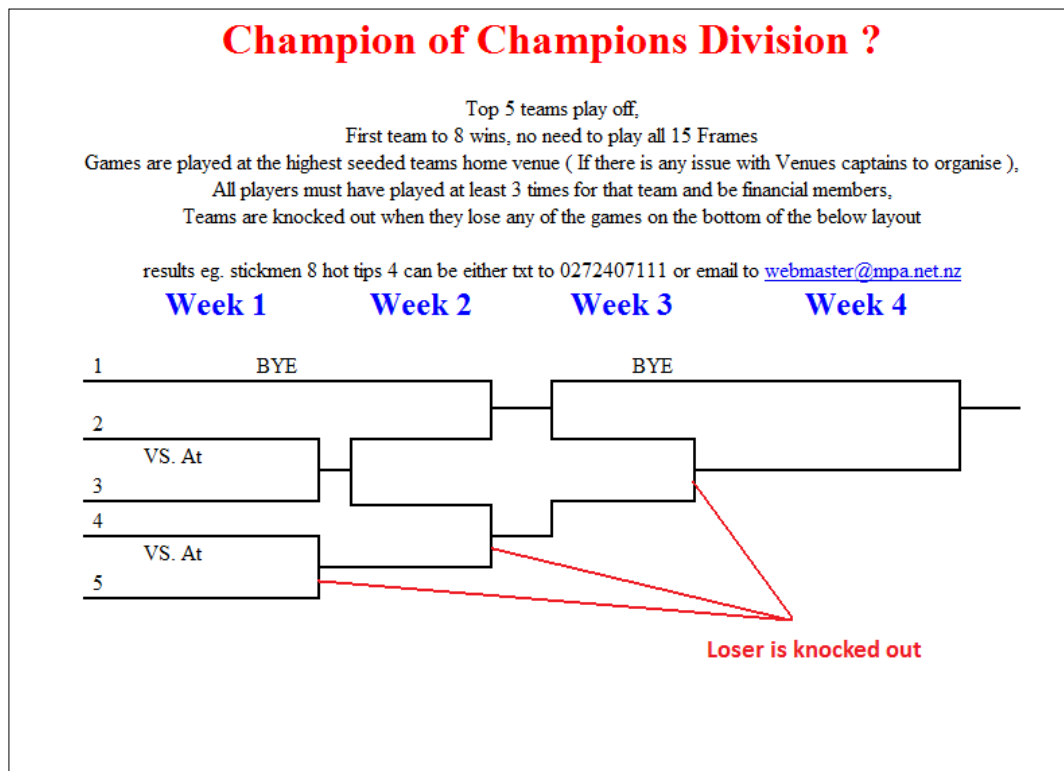 Champion of Champions Division ?
Top 5 teams play off,
First team to 8 wins, no need to play all 15 Frames
Games are played at the highest seeded teams home venue ( If there is any issue with Venues captains to organise ),
All players must have played at least 3 times for that team and be financial members,
Teams are knocked out when they lose any of the games on the bottom of the below layout
results eg. stickmen 8 hot tips 4 can be either txt to 0272407111 or email to webmaster@mpa.net.nz
Week 1 Week 2 Week 3 Week 4
1 BYE BYE
2
VS. At
3
4
VS. At
5
Loser is knocked out